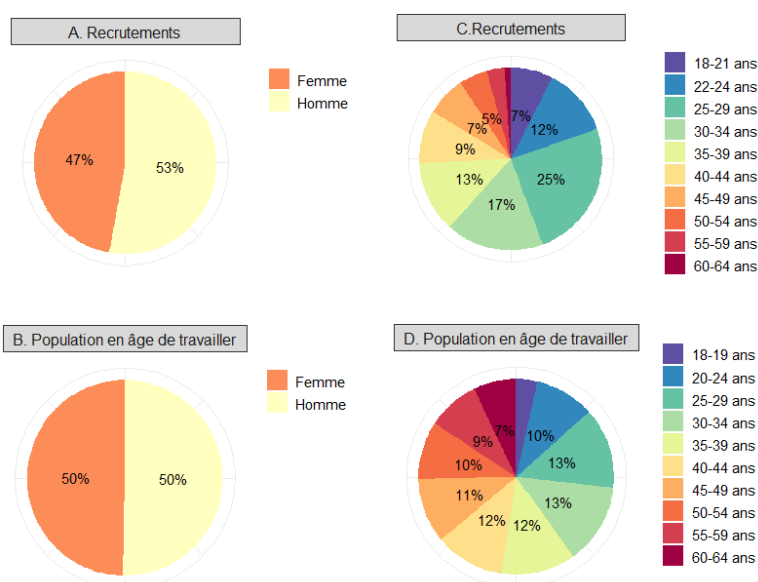 A. Recrutements
Femme
Homme
47%
53%
C.Recrutements
7%
12%
25%
17%
13%
9%
7%
5%
18-21 ans
22-24 ans
25-29 ans
30-34 ans
35-39 ans
40-44 ans
45-49 ans
50-54 ans
55-59 ans
60-64 ans
B. Population en âge de travailler
Femme
Homme
50%
50%
D. Population en âge de travailler
10%
13%
13%
12%
12%
11%
10%
9%
7%
18-19 ans
20-24 ans
25-29 ans
30-34 ans
35-39 ans
40-44 ans
45-49 ans
50-54 ans
55-59 ans
60-64 ans